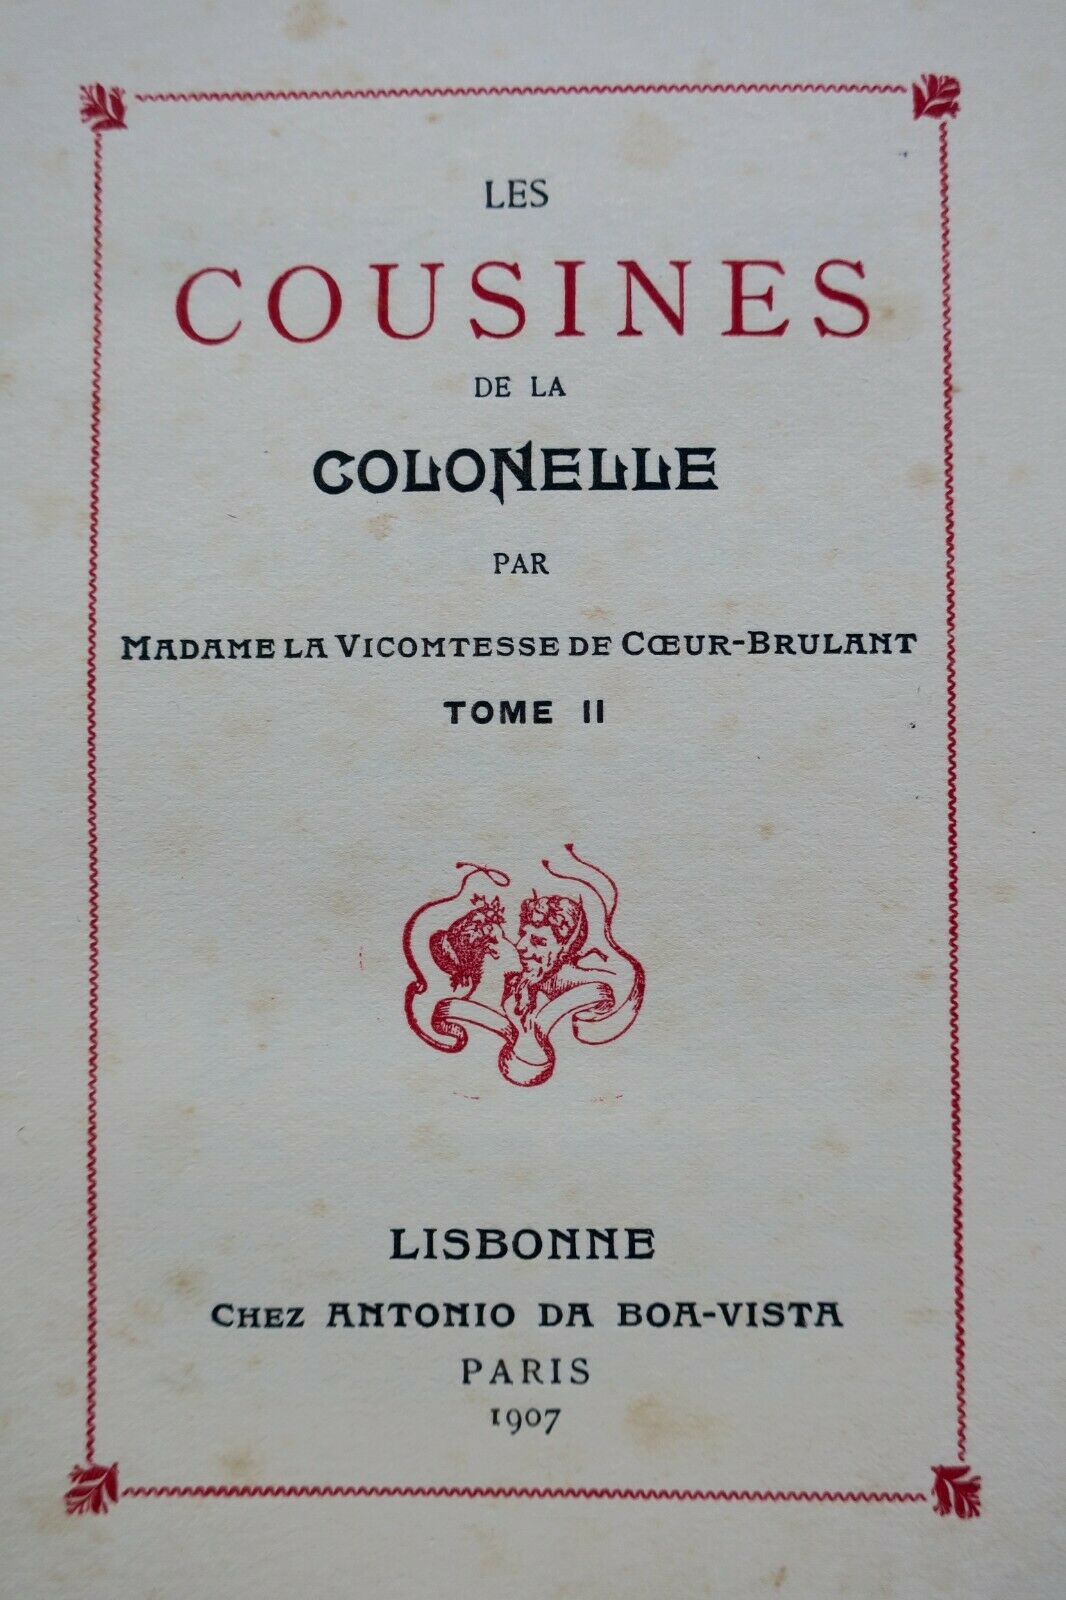 LES
COUSINES
DE LA
COLONELLE
PAR
MADAME LA VICOMTESSE DE CŒUR-BRULANT
TOME II
LISBONNE
CHEZ ANTONIO DA BOA-VISTA
PARIS
1907